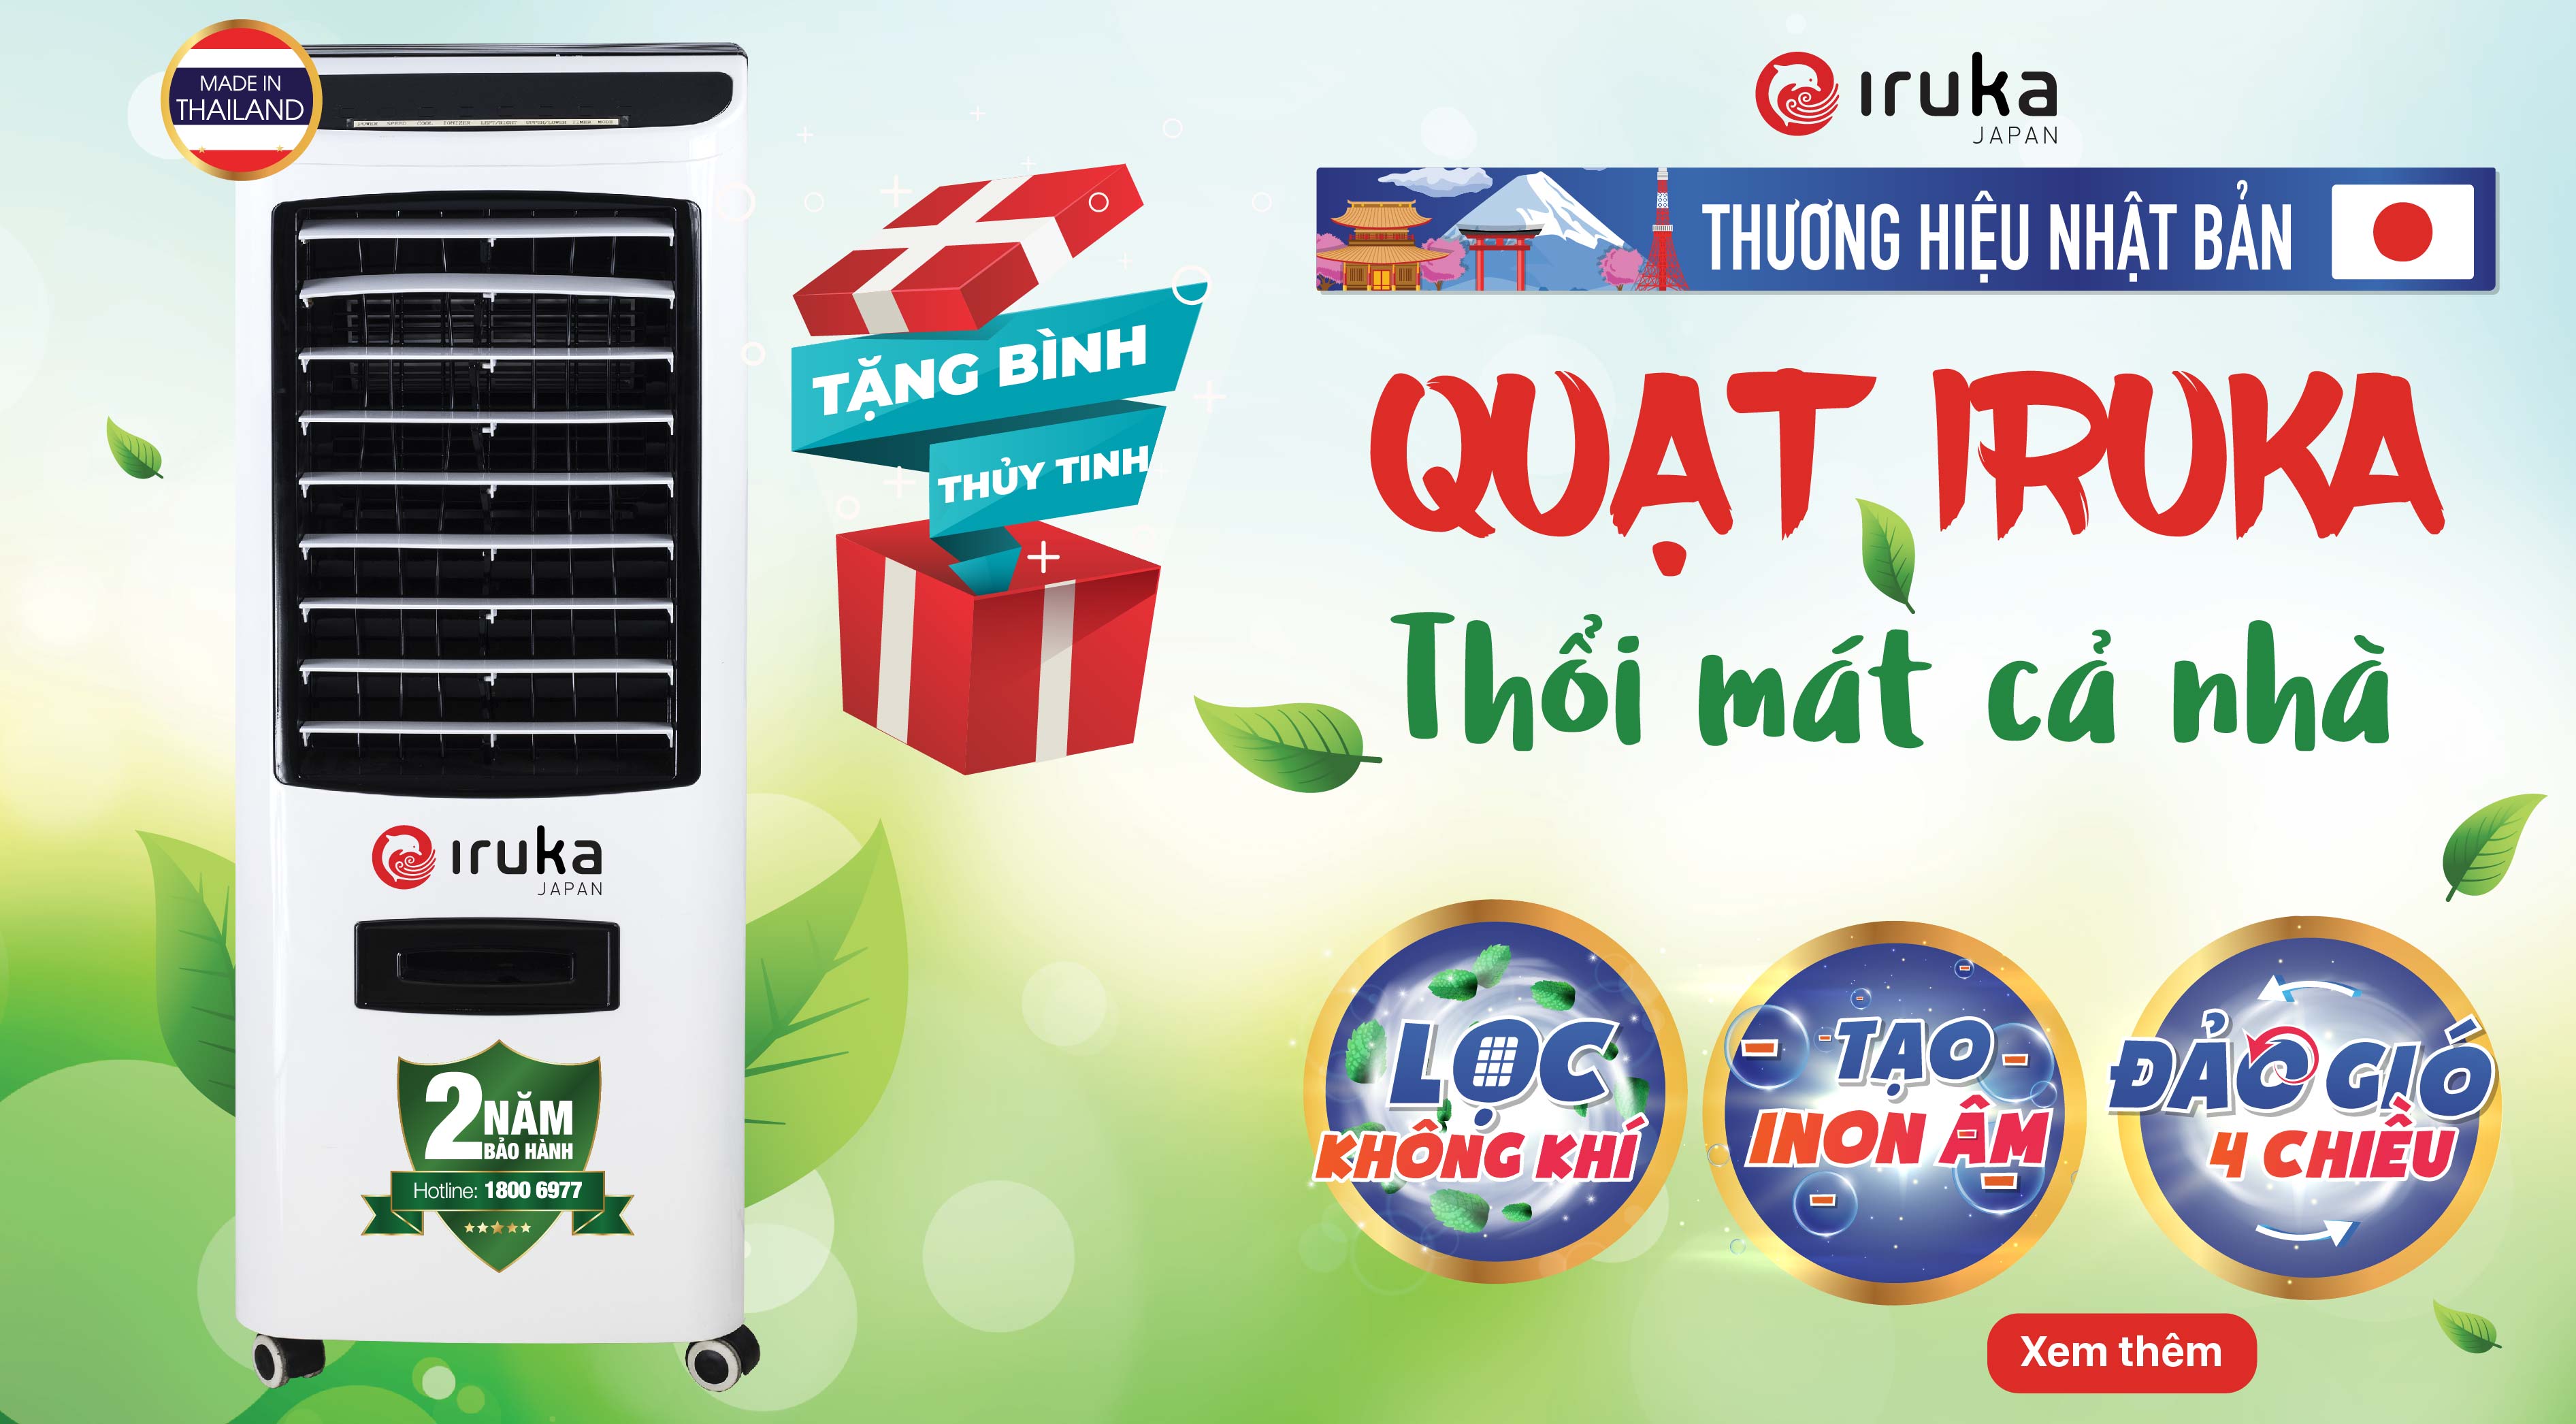 MADE IN
THAILAND
iruka
JAPAN
THƯƠNG HIỆU NHẬT BẢN
TẶNG BÌNH
THỦY TINH
QUẠT IRUKA
Thổi mát cả nhà
iruka
JAPAN
2 NĂM
BẢO HÀNH
Hotline: 1800 6977
LỌC
KHÔNG KHÍ
TẠO
INON ÂM
ĐẢO GIÓ
4 CHIỀU
Xem thêm